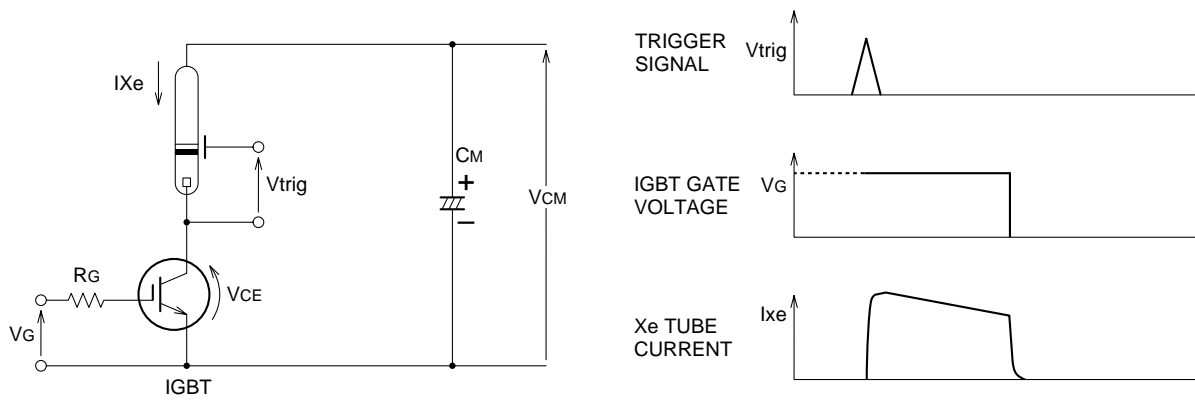 IXe
Vtrig
CM
+
−
VCM
RG
VCE
VG
IGBT
TRIGGER
SIGNAL
Vtrig
IGBT GATE
VOLTAGE
VG
Xe TUBE
CURRENT
Ixe